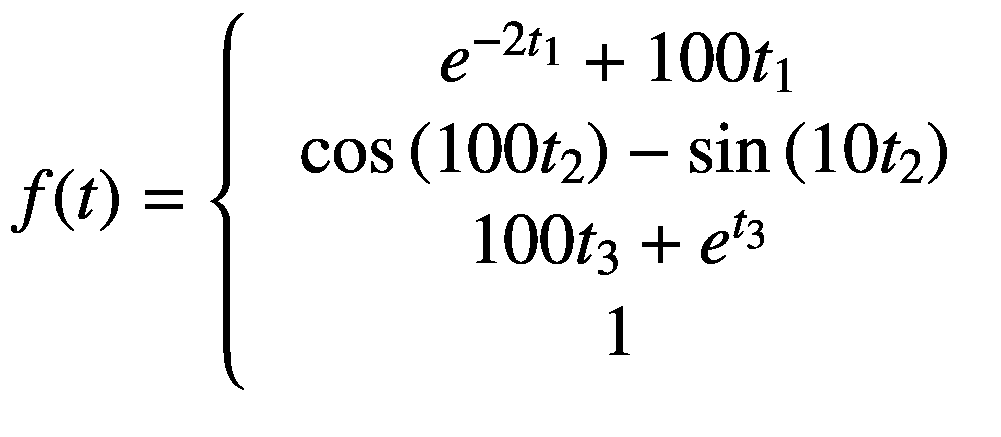 f(t) = {
e^{-2t_1} + 100t_1
cos (100t_2) − sin (10t_2)
100t_3 + e^{t_3}
1